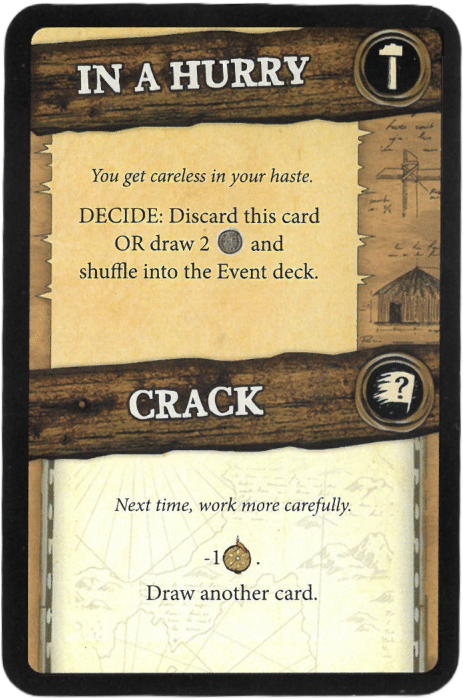 IN A HURRY
You get careless in your haste.
DECIDE: Discard this card
OR draw 2 and
shuffle into the Event deck.
CRACK
?
Next time, work more carefully.
-1 .
Draw another card.